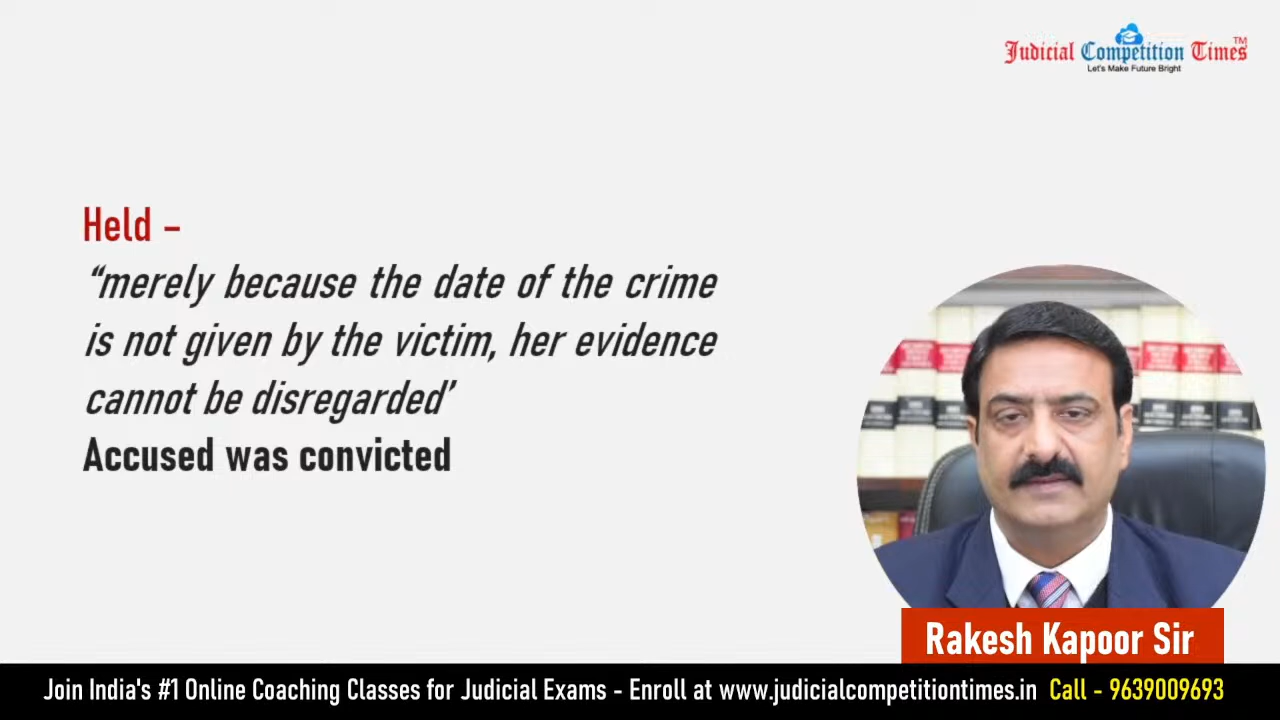 Judicial Competition Times™
Let's Make Future Bright
Held –
“merely because the date of the crime
is not given by the victim, her evidence
cannot be disregarded’
Accused was convicted
Rakesh Kapoor Sir
Join India's #1 Online Coaching Classes for Judicial Exams - Enroll at www.judicialcompetitiontimes.in Call - 9639009693